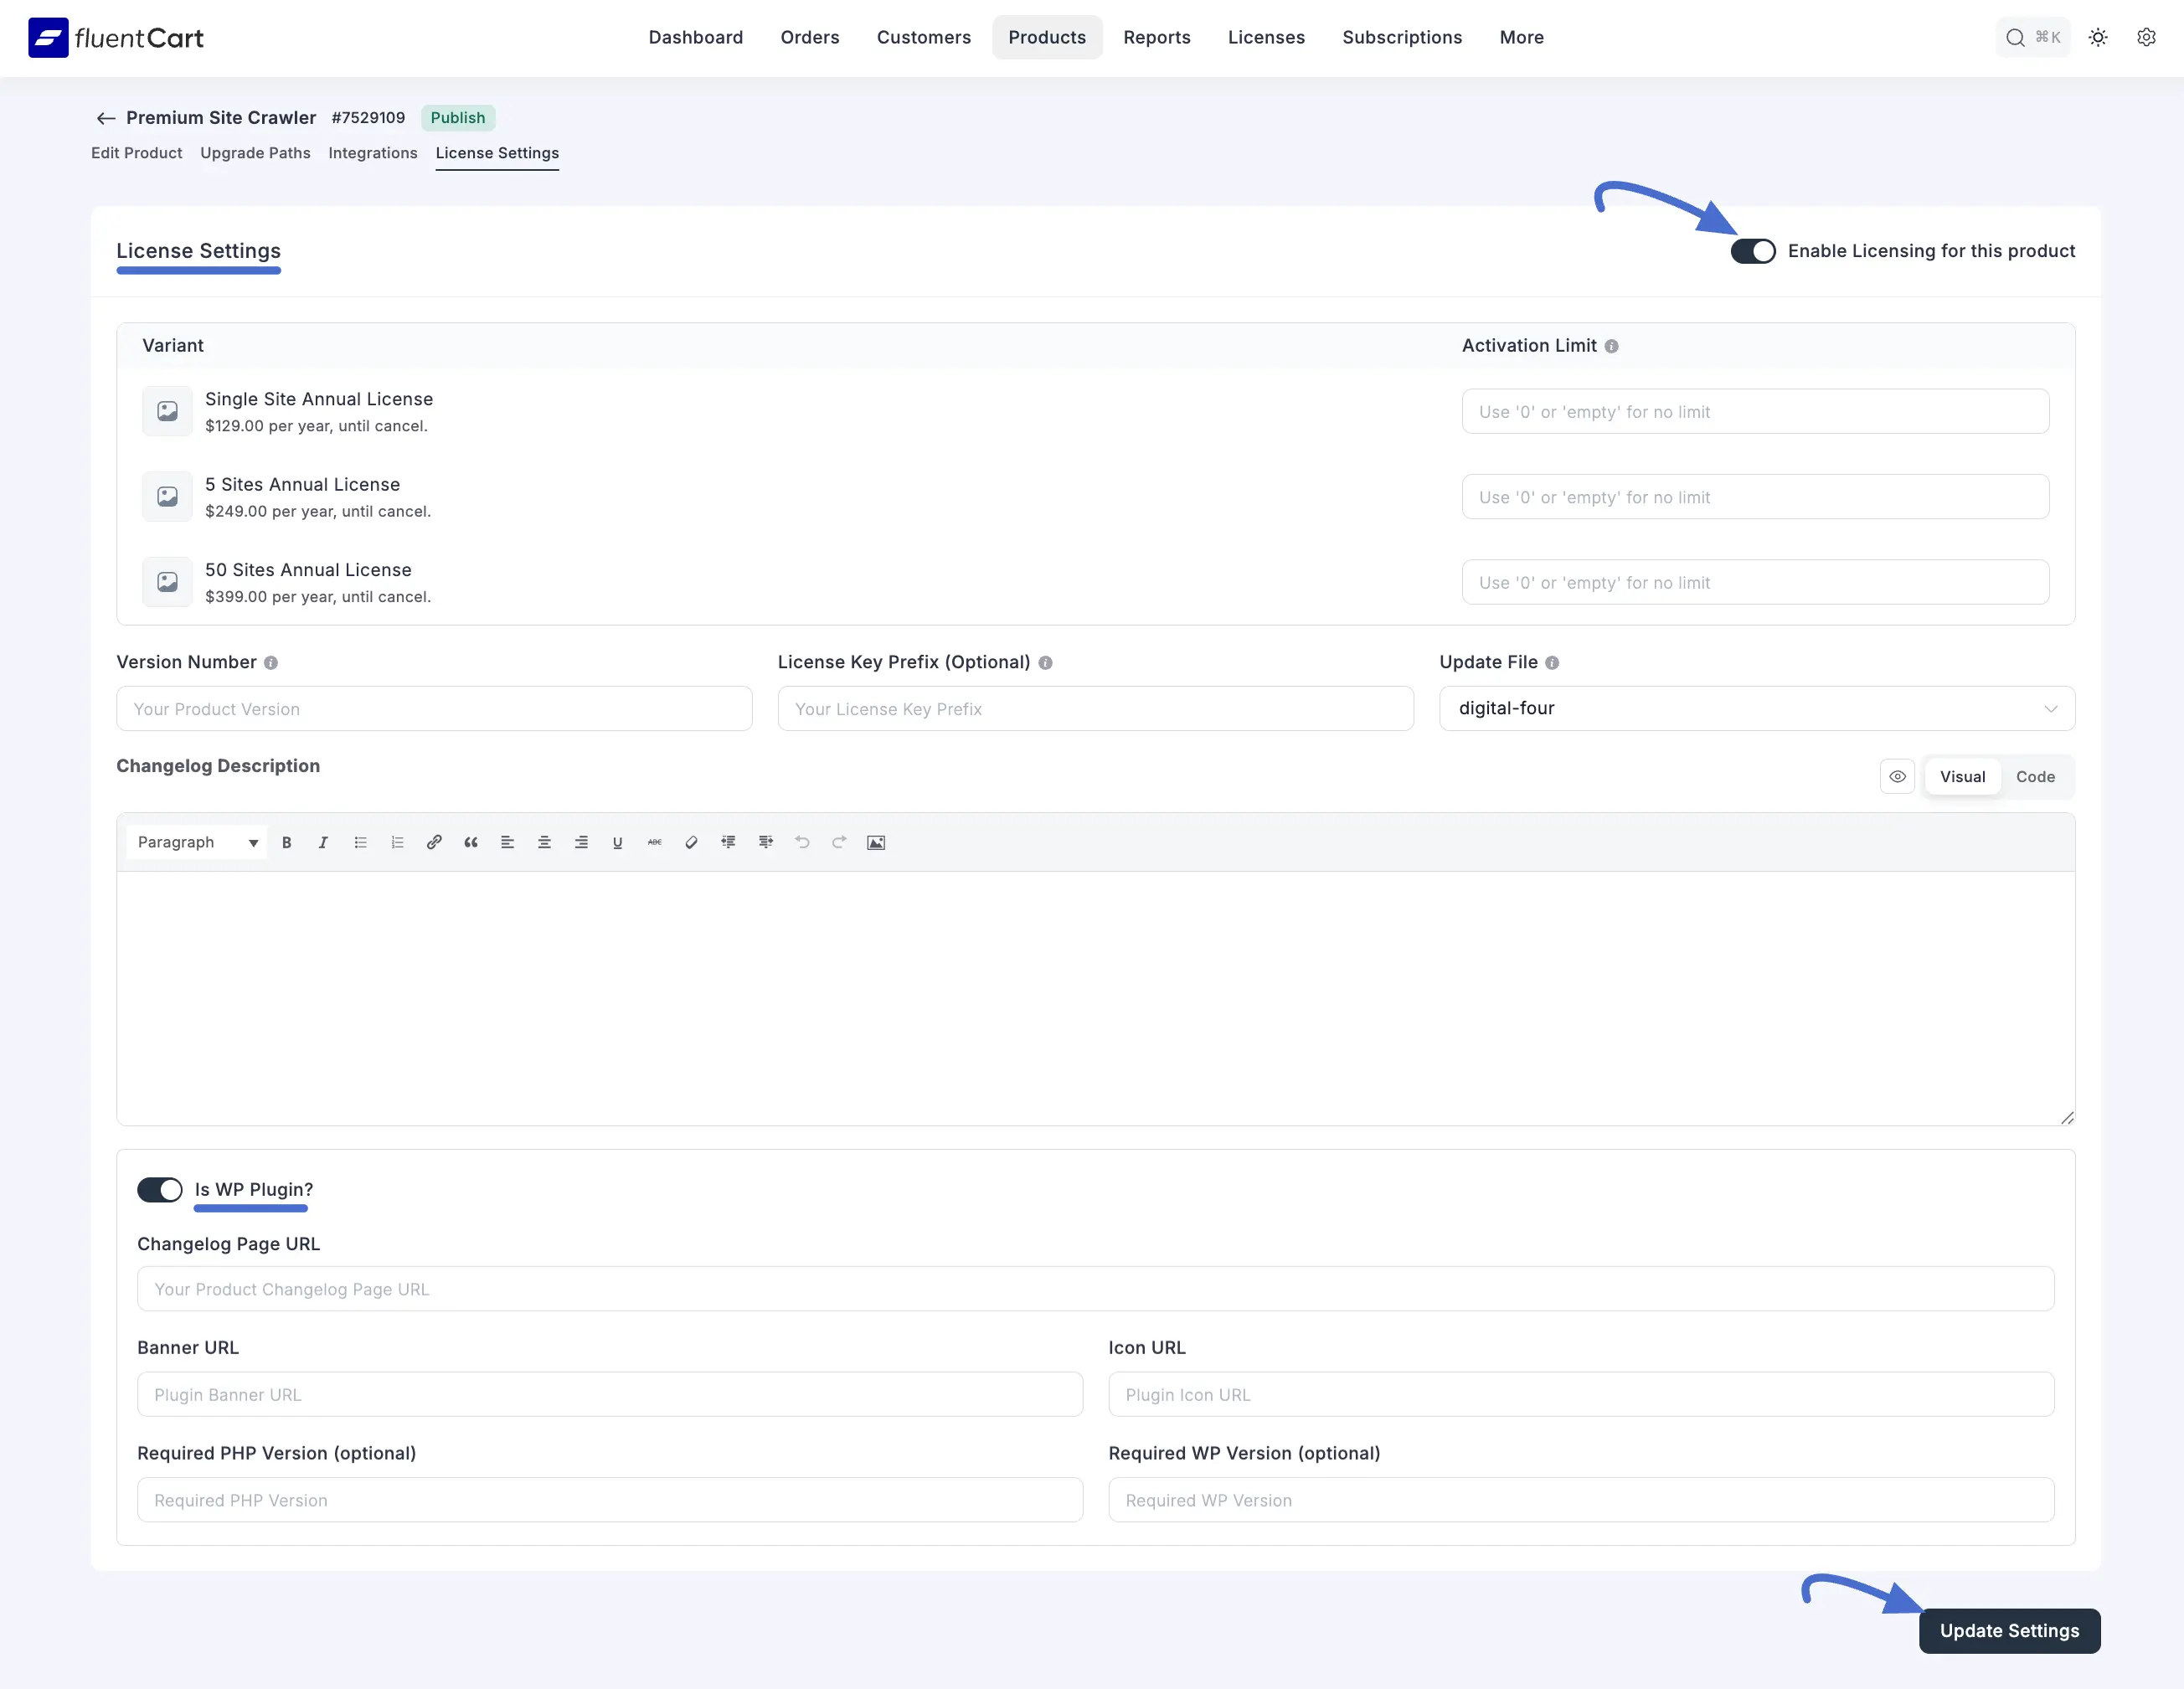 fluentCart
Dashboard Orders Customers Products Reports Licenses Subscriptions More
⌘K
Premium Site Crawler #7529109 Publish
Edit Product Upgrade Paths Integrations License Settings
License Settings
Enable Licensing for this product
Variant Activation Limit
Single Site Annual License
$129.00 per year, until cancel.
Use '0' or 'empty' for no limit
5 Sites Annual License
$249.00 per year, until cancel.
Use '0' or 'empty' for no limit
50 Sites Annual License
$399.00 per year, until cancel.
Use '0' or 'empty' for no limit
Version Number License Key Prefix (Optional) Update File
Your Product Version Your License Key Prefix digital-four
Changelog Description
Visual Code
Paragraph B I U ABC
Is WP Plugin?
Changelog Page URL
Your Product Changelog Page URL
Banner URL Icon URL
Plugin Banner URL Plugin Icon URL
Required PHP Version (optional) Required WP Version (optional)
Required PHP Version Required WP Version
Update Settings